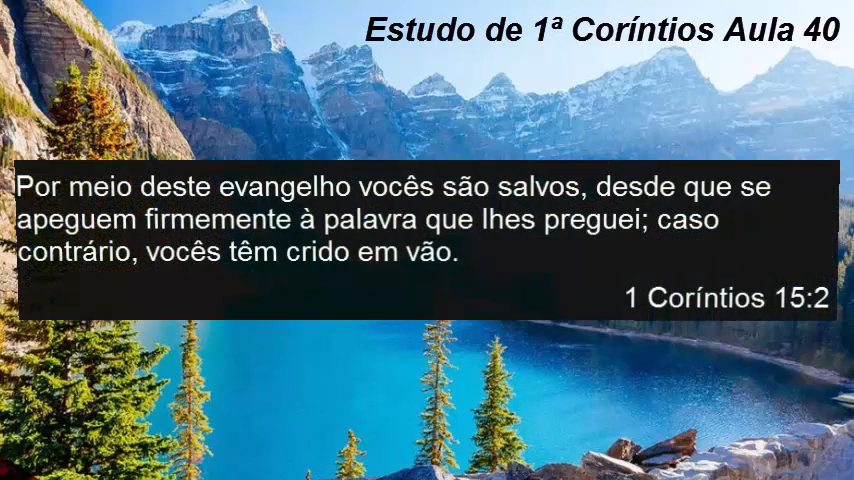 Estudo de 1ª Coríntios Aula 40
Por meio deste evangelho vocês são salvos, desde que se
apeguem firmemente à palavra que lhes preguei; caso
contrário, vocês têm crido em vão.
1 Coríntios 15:2